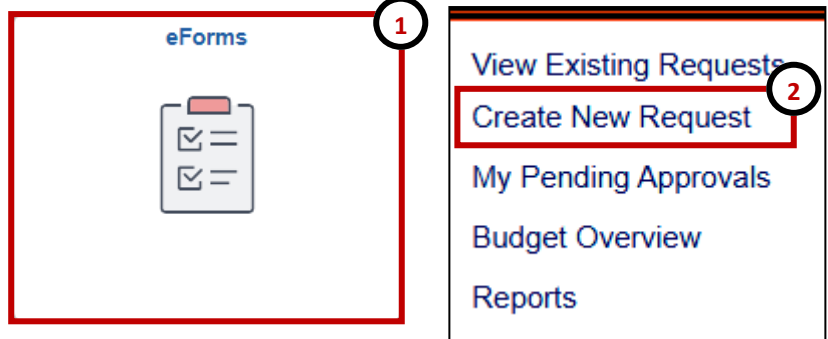 eForms
1
View Existing Requests
2
Create New Request
My Pending Approvals
Budget Overview
Reports